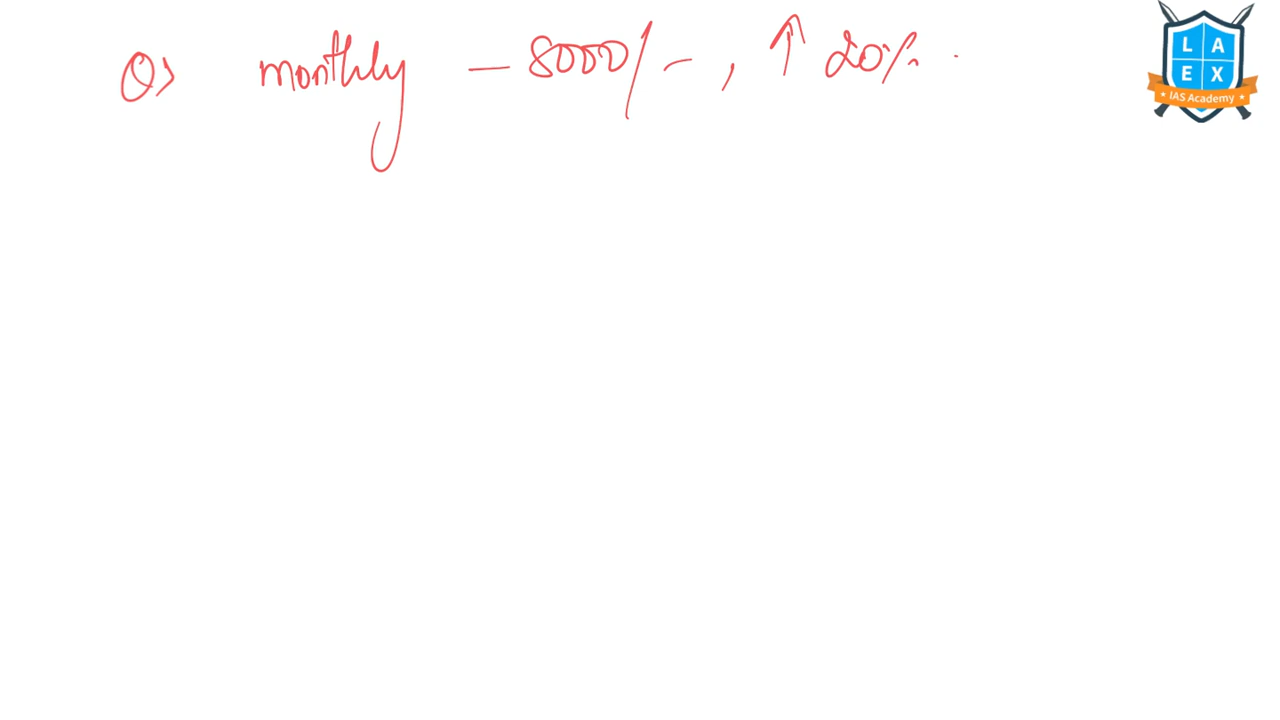 Q> monthly - 8000/- , ↑ 20% .
L A
E X
IAS Academy